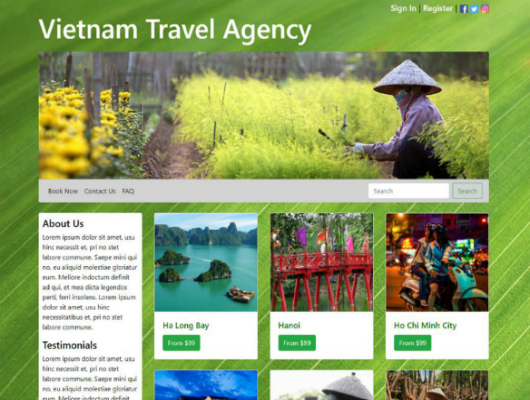 Sign In | Register |
Vietnam Travel Agency
Book Now Contact Us FAQ Search Search
About Us
Lorem ipsum dolor sit amet, usu
hinc nessit et, pri no stet
labore commune. Saepe mini qui
no, eu aliquid molestiae gloriatur
eum. Meliore indoctum definit
ad qui, et mea dicta legendos
perti, ferri insolens. Lorem ipsum
dolor sit amet, usu hinc
necessitatibus et, pri no stet
labore commune.
Testimonials
Lorem ipsum dolor sit amet, usu
hinc nessit et, pri no stet
labore commune. Saepe mini qui
no, eu aliquid molestiae gloriatur
eum. Meliore indoctum definit
Ha Long Bay
From $99
Hanoi
From $99
Ho Chi Minh City
From $99